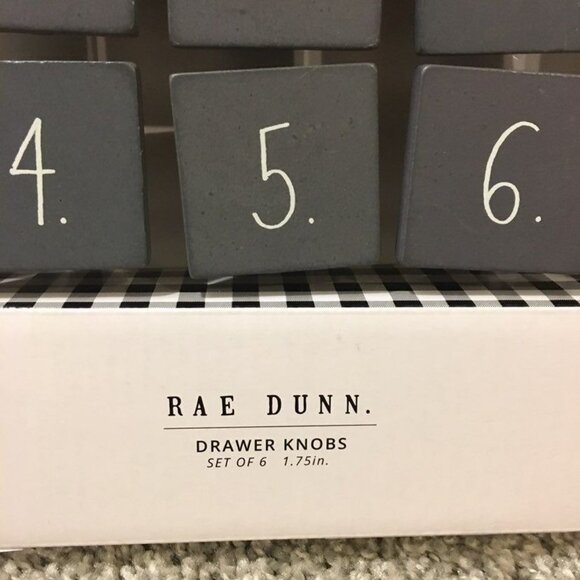 4. 5. 6.
RAE DUNN.
DRAWER KNOBS
SET OF 6 1.75in.